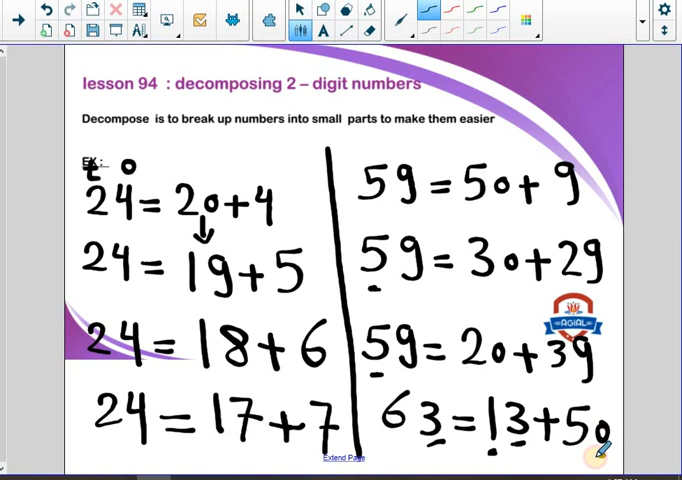 lesson 94 : decomposing 2 – digit numbers
Decompose is to break up numbers into small parts to make them easier
EX:
t o
24 = 20 + 4
24 = 19 + 5
24 = 18 + 6
24 = 17 + 7
59 = 50 + 9
59 = 30 + 29
AGIAL
59 = 20 + 39
63 = 13 + 50
Extend Page